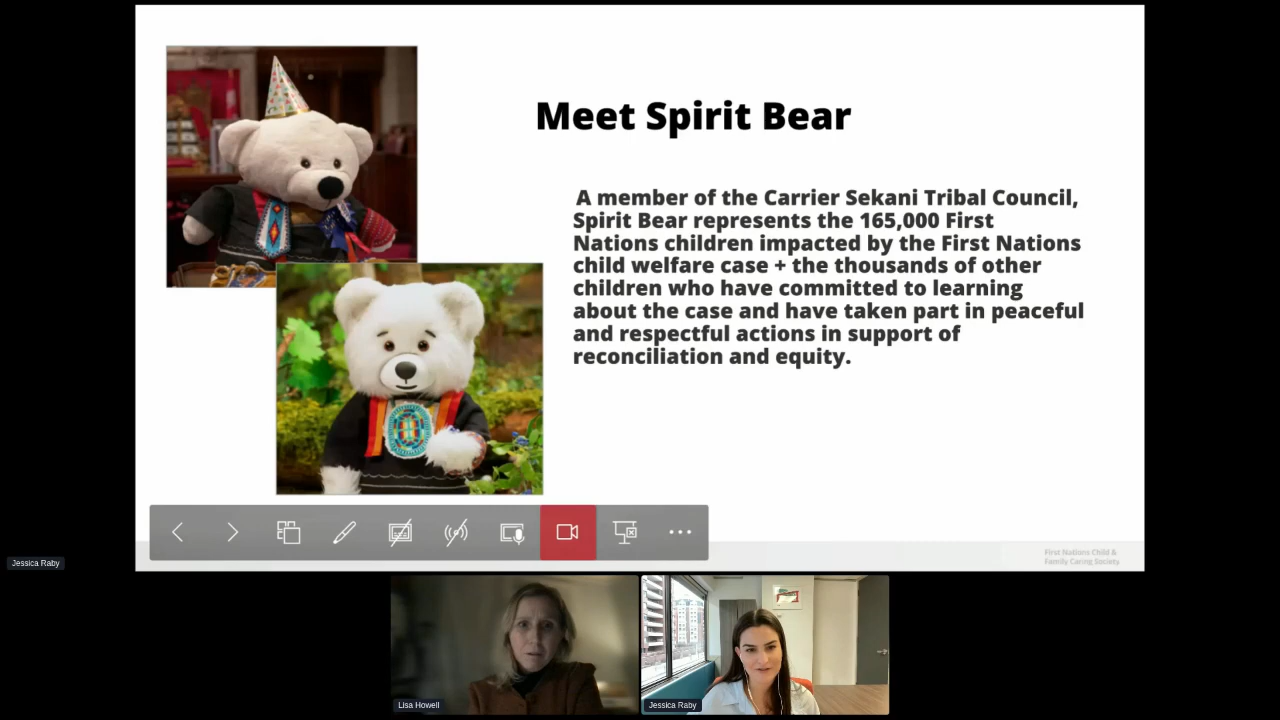 Meet Spirit Bear
A member of the Carrier Sekani Tribal Council,
Spirit Bear represents the 165,000 First
Nations children impacted by the First Nations
child welfare case + the thousands of other
children who have committed to learning
about the case and have taken part in peaceful
and respectful actions in support of
reconciliation and equity.
First Nations Child &
Family Caring Society
Jessica Raby
Lisa Howell
Jessica Raby